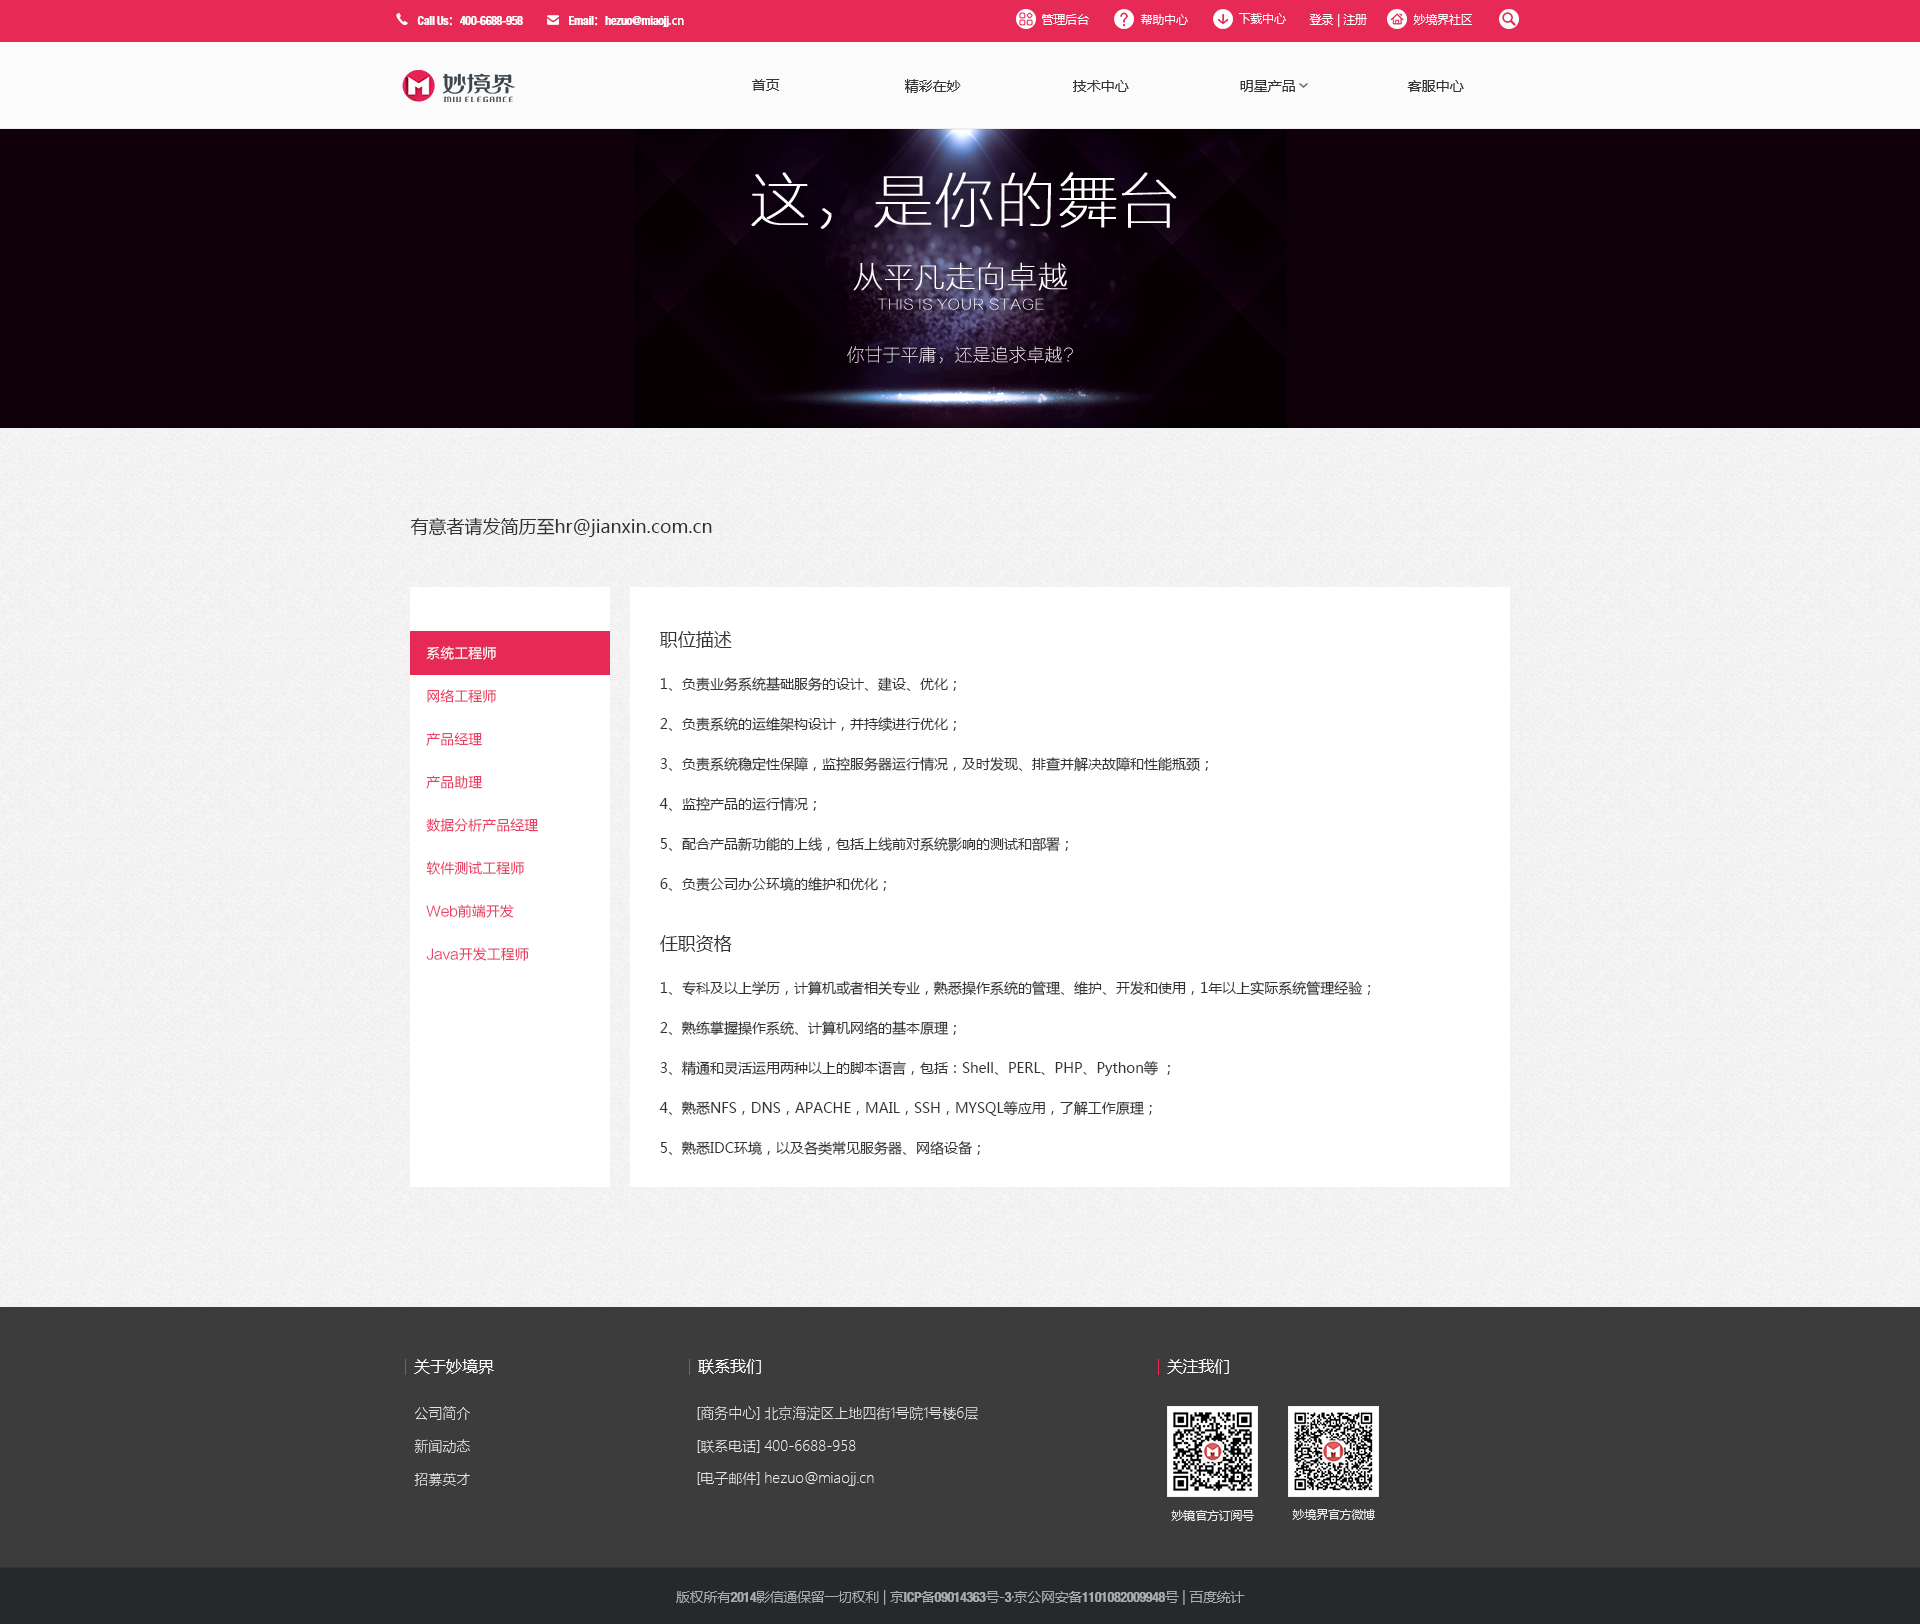 Call Us：400-6688-958 Email：hezuo@miaojj.cn 管理后台 帮助中心 下载中心 登录 | 注册 妙境界社区
妙境界
MIU ELEGANCE
首页 精彩在妙 技术中心 明星产品 客服中心
这，是你的舞台
从平凡走向卓越
THIS IS YOUR STAGE
你甘于平庸，还是追求卓越？
有意者请发简历至hr@jianxin.com.cn
系统工程师
网络工程师
产品经理
产品助理
数据分析产品经理
软件测试工程师
Web前端开发
Java开发工程师
职位描述
1、负责业务系统基础服务的设计、建设、优化；
2、负责系统的运维架构设计，并持续进行优化；
3、负责系统稳定性保障，监控服务器运行情况，及时发现、排查并解决故障和性能瓶颈；
4、监控产品的运行情况；
5、配合产品新功能的上线，包括上线前对系统影响的测试和部署；
6、负责公司办公环境的维护和优化；
任职资格
1、专科及以上学历，计算机或者相关专业，熟悉操作系统的管理、维护、开发和使用，1年以上实际系统管理经验；
2、熟练掌握操作系统、计算机网络的基本原理；
3、精通和灵活运用两种以上的脚本语言，包括：Shell、PERL、PHP、Python等 ；
4、熟悉NFS，DNS，APACHE，MAIL，SSH，MYSQL等应用，了解工作原理；
5、熟悉IDC环境，以及各类常见服务器、网络设备；
关于妙境界
公司简介
新闻动态
招募英才
联系我们
[商务中心] 北京海淀区上地四街1号院1号楼6层
[联系电话] 400-6688-958
[电子邮件] hezuo@miaojj.cn
关注我们
妙镜官方订阅号 妙境界官方微博
版权所有2014影信通保留一切权利 | 京ICP备09014363号-3·京公网安备1101082009948号 | 百度统计